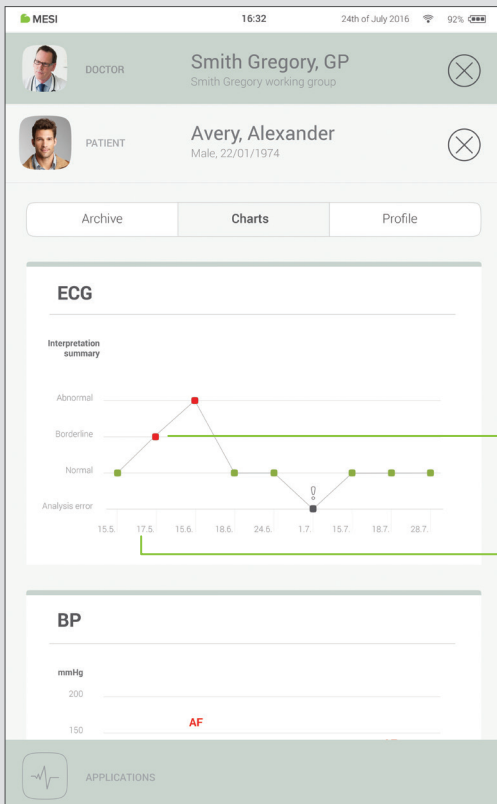 MESI 16:32 24th of July 2016 92%
DOCTOR
Smith Gregory, GP
Smith Gregory working group
PATIENT
Avery, Alexander
Male, 22/01/1974
Archive Charts Profile
ECG
Interpretation
summary
Abnormal
Borderline
Normal
!
Analysis error
15.5. 17.5. 15.6. 18.6. 24.6. 1.7. 15.7. 18.7. 28.7.
BP
mmHg
200
AF
150
APPLICATIONS